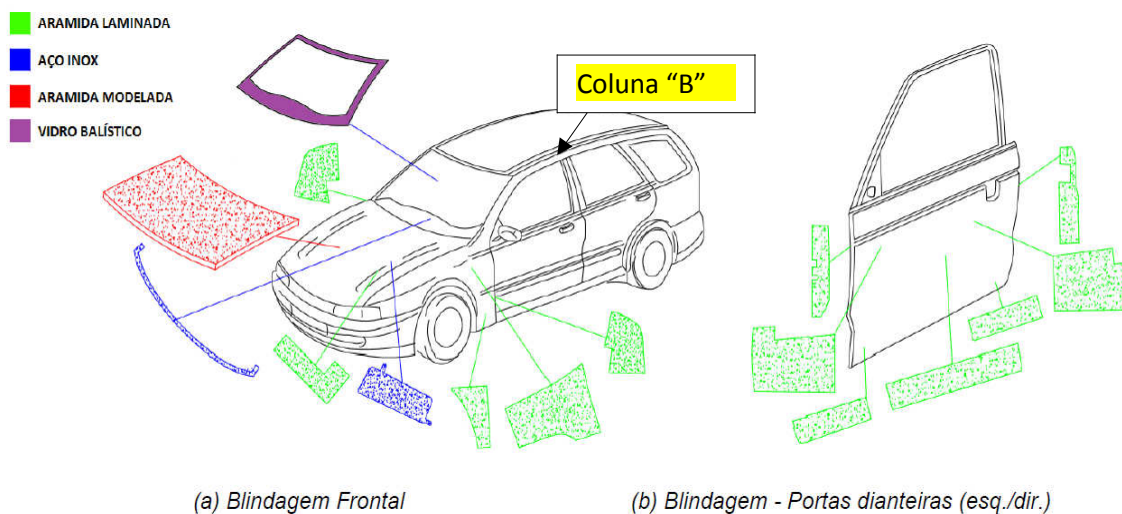 ARAMIDA LAMINADA
AÇO INOX
ARAMIDA MODELADA
VIDRO BALÍSTICO
Coluna “B”
(a) Blindagem Frontal
(b) Blindagem - Portas dianteiras (esq./dir.)